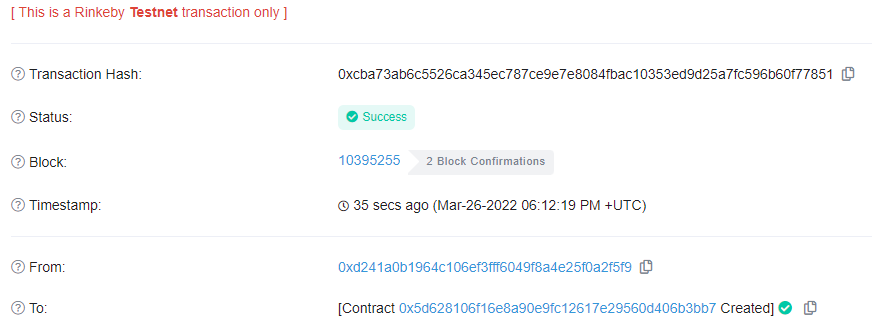 [ This is a Rinkeby Testnet transaction only ]
Transaction Hash: 0xcba73ab6c5526ca345ec787ce9e7e8084fbac10353ed9d25a7fc596b60f77851
Status: Success
Block: 10395255 2 Block Confirmations
Timestamp: 35 secs ago (Mar-26-2022 06:12:19 PM +UTC)
From: 0xd241a0b1964c106ef3fff6049f8a4e25f0a2f5f9
To: [Contract 0x5d628106f16e8a90e9fc12617e29560d406b3bb7 Created]